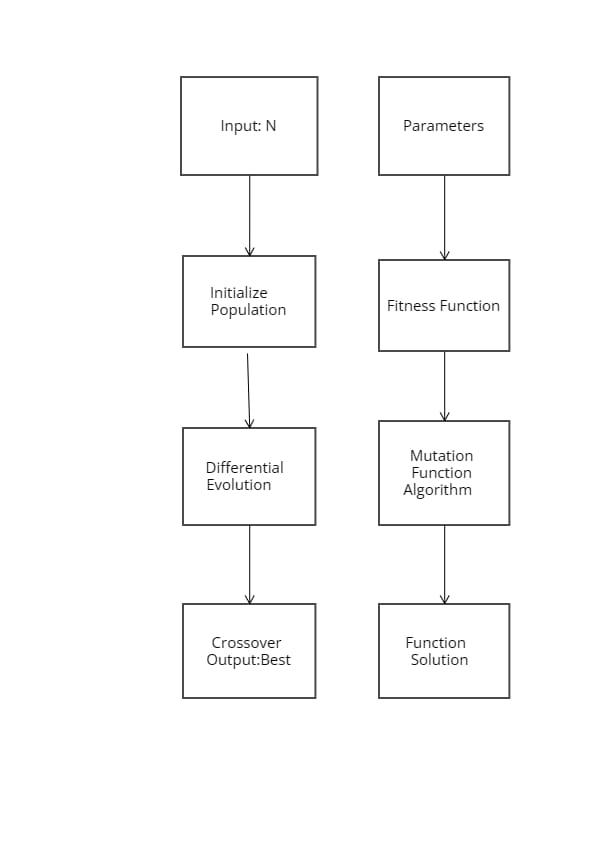 Input: N
Parameters
Initialize
Population
Fitness Function
Differential
Evolution
Mutation
Function
Algorithm
Crossover
Output:Best
Function
Solution